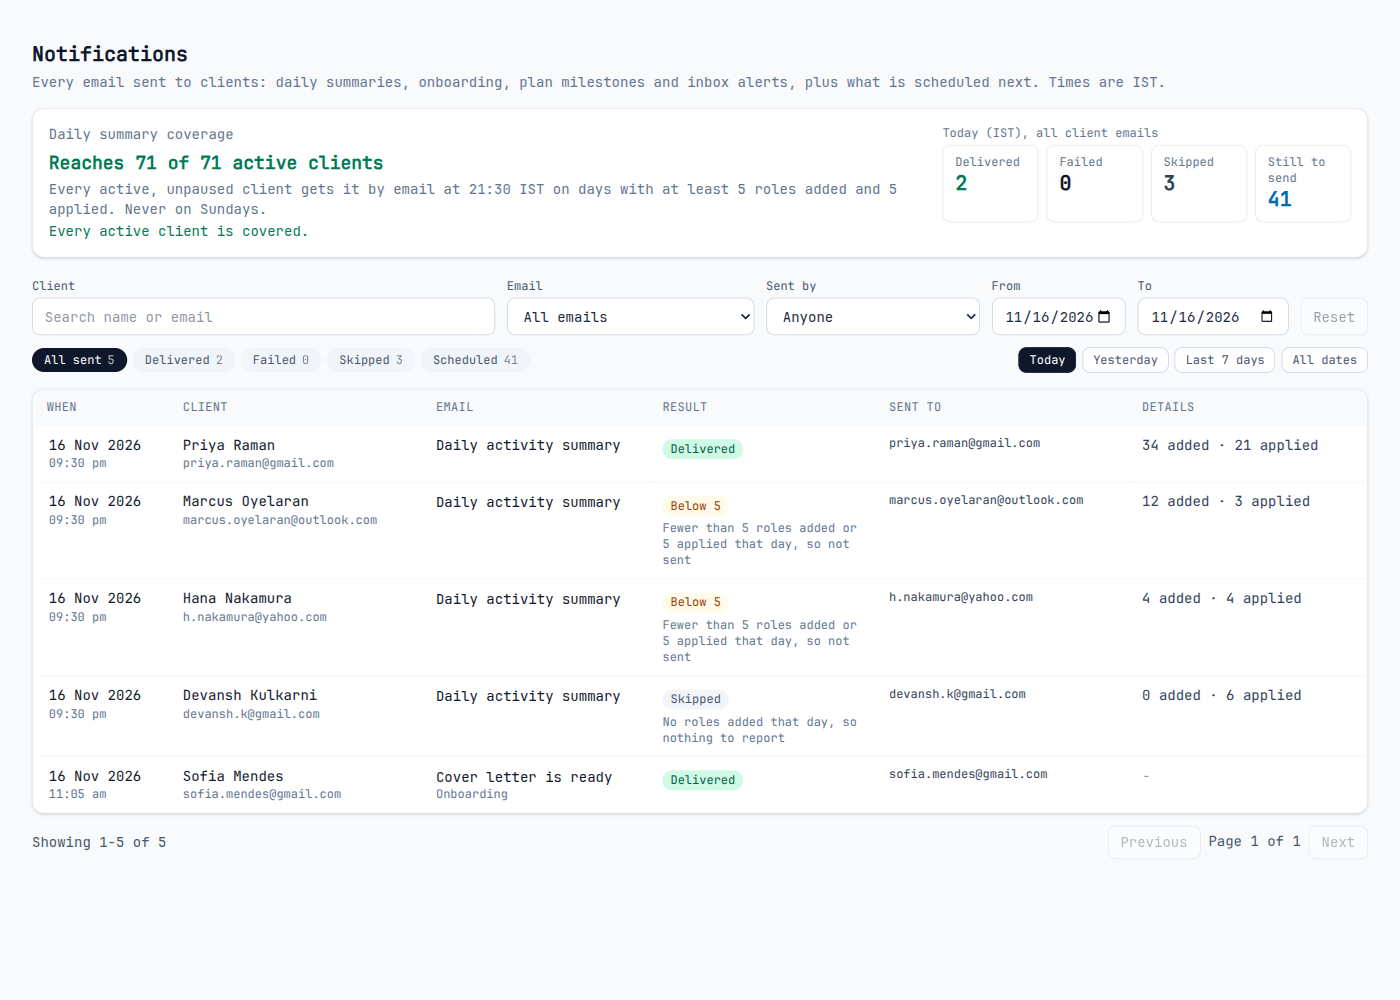 Notifications
Every email sent to clients: daily summaries, onboarding, plan milestones and inbox alerts, plus what is scheduled next. Times are IST.
Daily summary coverage
Reaches 71 of 71 active clients
Every active, unpaused client gets it by email at 21:30 IST on days with at least 5 roles added and 5
applied. Never on Sundays.
Every active client is covered.
Today (IST), all client emails
Delivered
2
Failed
0
Skipped
3
Still to
send
41
Client
Search name or email
Email
All emails
Sent by
Anyone
From
11/16/2026
To
11/16/2026
Reset
All sent 5
Delivered 2
Failed 0
Skipped 3
Scheduled 41
Today
Yesterday
Last 7 days
All dates
WHEN CLIENT EMAIL RESULT SENT TO DETAILS
16 Nov 2026
09:30 pm
Priya Raman
priya.raman@gmail.com
Daily activity summary
Delivered
priya.raman@gmail.com
34 added · 21 applied
16 Nov 2026
09:30 pm
Marcus Oyelaran
marcus.oyelaran@outlook.com
Daily activity summary
Below 5
Fewer than 5 roles added or
5 applied that day, so not
sent
marcus.oyelaran@outlook.com
12 added · 3 applied
16 Nov 2026
09:30 pm
Hana Nakamura
h.nakamura@yahoo.com
Daily activity summary
Below 5
Fewer than 5 roles added or
5 applied that day, so not
sent
h.nakamura@yahoo.com
4 added · 4 applied
16 Nov 2026
09:30 pm
Devansh Kulkarni
devansh.k@gmail.com
Daily activity summary
Skipped
No roles added that day, so
nothing to report
devansh.k@gmail.com
0 added · 6 applied
16 Nov 2026
11:05 am
Sofia Mendes
sofia.mendes@gmail.com
Cover letter is ready
Onboarding
Delivered
sofia.mendes@gmail.com
-
Showing 1-5 of 5
Previous
Page 1 of 1
Next